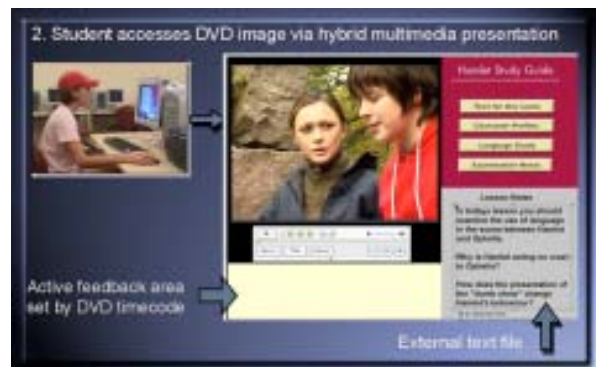 2. Student accesses DVD image via hybrid multimedia presentation
Hamlet Study Guide
Text for this scene
Character Profiles
Language Study
Examination Notes
Lesson Notes
In todays lesson you should
examine the use of language
in the scene between Hamlet
and Ophelia.
Why is Hamlet acting so cruel
to Ophelia?
How does the presentation of
the "dumb show" change
Hamlet's behaviour?
Active feedback area
set by DVD timecode
External text file